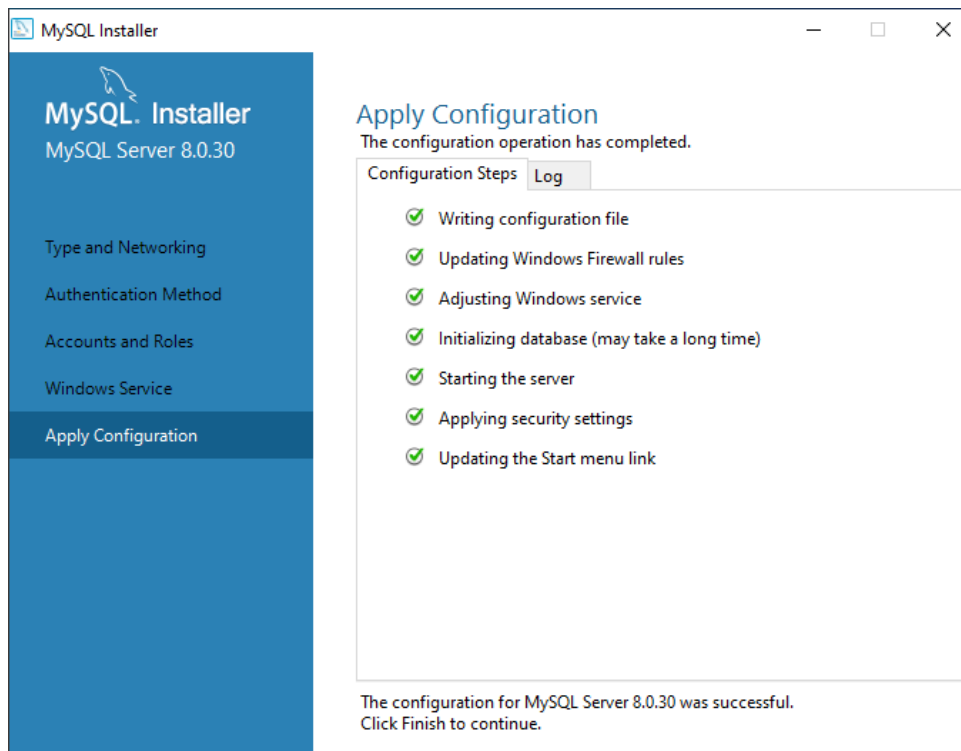 MySQL Installer
MySQL. Installer
MySQL Server 8.0.30
Type and Networking
Authentication Method
Accounts and Roles
Windows Service
Apply Configuration
Apply Configuration
The configuration operation has completed.
Configuration Steps Log
Writing configuration file
Updating Windows Firewall rules
Adjusting Windows service
Initializing database (may take a long time)
Starting the server
Applying security settings
Updating the Start menu link
The configuration for MySQL Server 8.0.30 was successful.
Click Finish to continue.